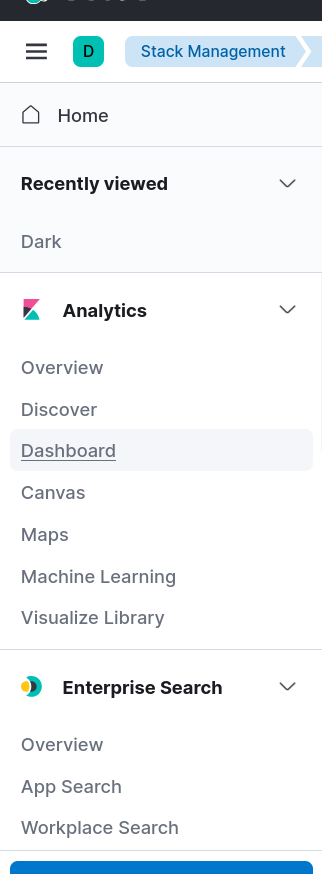 D Stack Management
Home
Recently viewed
Dark
Analytics
Overview
Discover
Dashboard
Canvas
Maps
Machine Learning
Visualize Library
Enterprise Search
Overview
App Search
Workplace Search